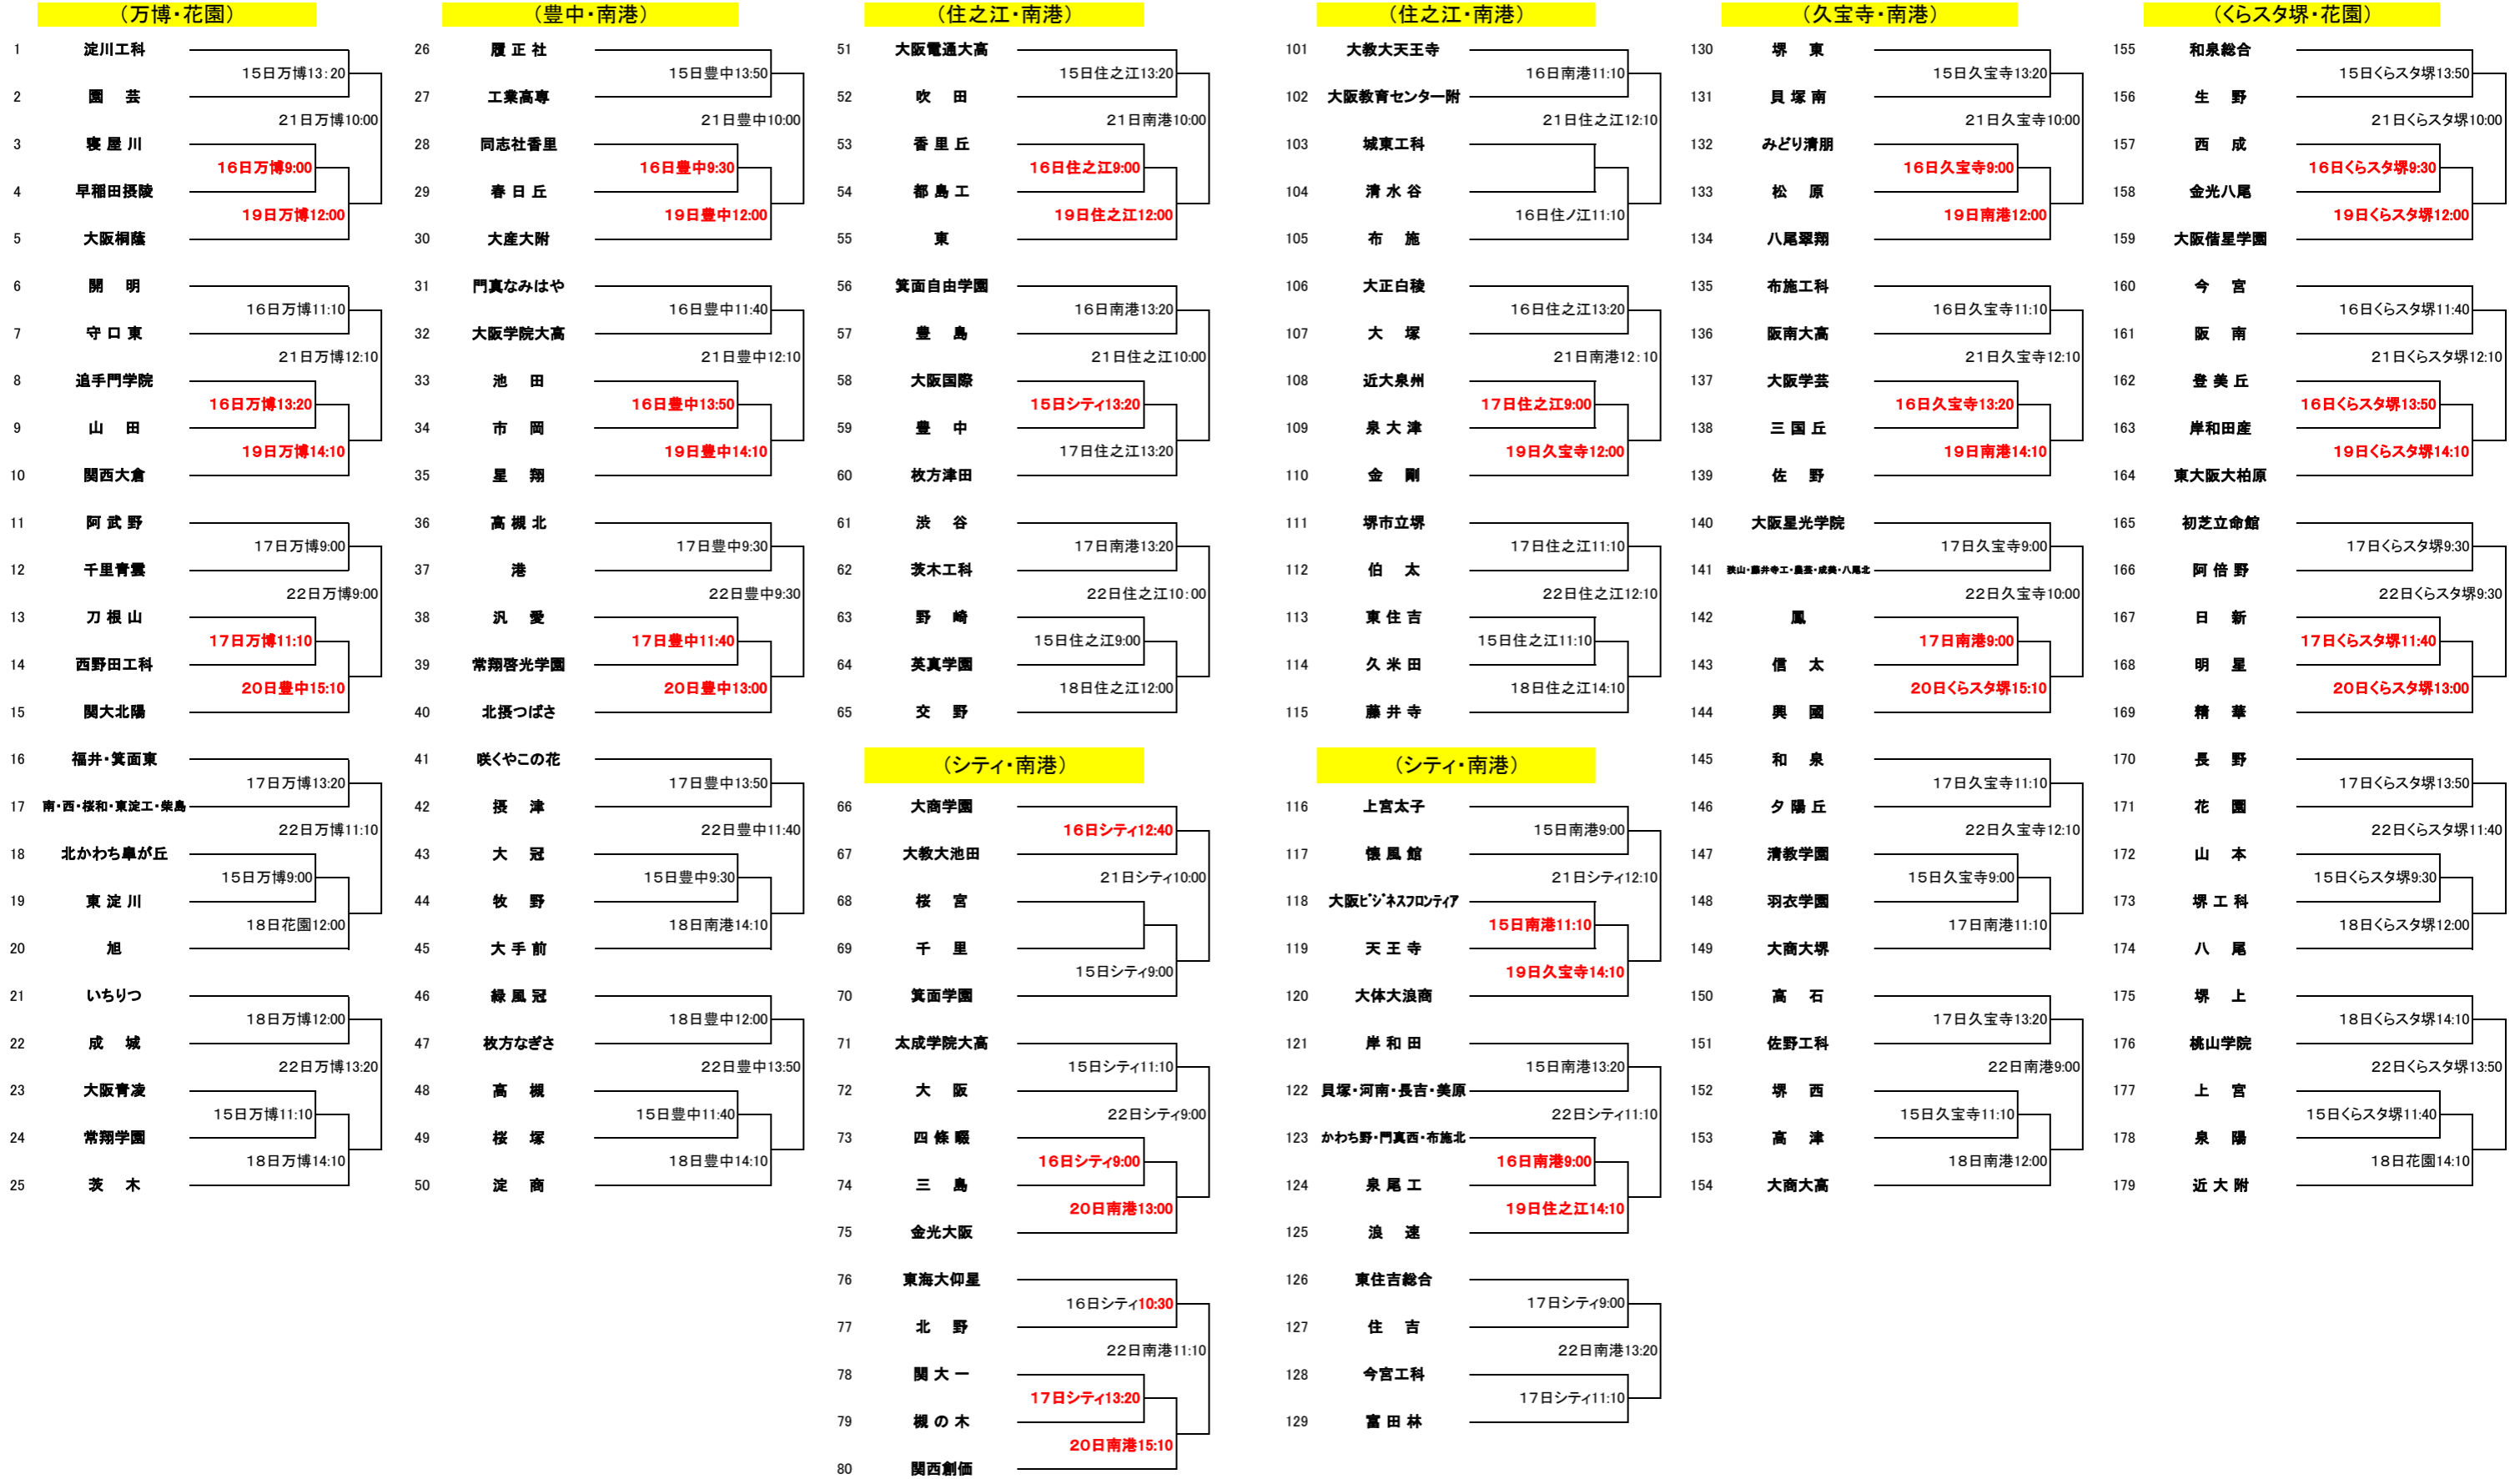 （万博・花園）
1 淀川工科
15日万博13:20
2 園 芸
21日万博10:00
3 寝屋川
16日万博9:00
4 早稲田摂陵
19日万博12:00
5 大阪桐蔭
6 開 明
16日万博11:10
7 守口東
21日万博12:10
8 追手門学院
16日万博13:20
9 山 田
19日万博14:10
10 関西大倉
11 阿武野
17日万博9:00
12 千里青雲
22日万博9:00
13 刀根山
17日万博11:10
14 西野田工科
20日豊中15:10
15 関大北陽
16 福井・箕面東
17日万博13:20
17 南・西・桜和・東淀工・柴島
22日万博11:10
18 北かわち皐が丘
15日万博9:00
19 東淀川
18日花園12:00
20 旭
21 いちりつ
18日万博12:00
22 成 城
22日万博13:20
23 大阪青凌
15日万博11:10
24 常翔学園
18日万博14:10
25 茨 木
（豊中・南港）
26 履正社
15日豊中13:50
27 工業高専
21日豊中10:00
28 同志社香里
16日豊中9:30
29 春日丘
19日豊中12:00
30 大産大附
31 門真なみはや
16日豊中11:40
32 大阪学院大高
21日豊中12:10
33 池 田
16日豊中13:50
34 市 岡
19日豊中14:10
35 星 翔
36 高槻北
17日豊中9:30
37 港
22日豊中9:30
38 汎 愛
17日豊中11:40
39 常翔啓光学園
20日豊中13:00
40 北摂つばさ
41 咲くやこの花
17日豊中13:50
42 摂 津
22日豊中11:40
43 大 冠
15日豊中9:30
44 牧 野
18日南港14:10
45 大手前
46 緑風冠
18日豊中12:00
47 枚方なぎさ
22日豊中13:50
48 高 槻
15日豊中11:40
49 桜 塚
18日豊中14:10
50 淀 商
（住之江・南港）
51 大阪電通大高
15日住之江13:20
52 吹 田
21日南港10:00
53 香里丘
16日住之江9:00
54 都島工
19日住之江12:00
55 東
56 箕面自由学園
16日南港13:20
57 豊 島
21日住之江10:00
58 大阪国際
15日シティ13:20
59 豊 中
17日住之江13:20
60 枚方津田
61 渋 谷
17日南港13:20
62 茨木工科
22日住之江10:00
63 野 崎
15日住之江9:00
64 英真学園
18日住之江12:00
65 交 野
（シティ・南港）
66 大商学園
16日シティ12:40
67 大教大池田
21日シティ10:00
68 桜 宮
69 千 里
15日シティ9:00
70 箕面学園
71 太成学院大高
15日シティ11:10
72 大 阪
22日シティ9:00
73 四條畷
16日シティ9:00
74 三 島
20日南港13:00
75 金光大阪
76 東海大仰星
16日シティ10:30
77 北 野
22日南港11:10
78 関大一
17日シティ13:20
79 槻の木
20日南港15:10
80 関西創価
（住之江・南港）
101 大教大天王寺
16日南港11:10
102 大阪教育センター附
21日住之江12:10
103 城東工科
104 清水谷
16日住ノ江11:10
105 布 施
106 大正白稜
16日住之江13:20
107 大 塚
21日南港12:10
108 近大泉州
17日住之江9:00
109 泉大津
19日久宝寺12:00
110 金 剛
111 堺市立堺
17日住之江11:10
112 伯 太
22日住之江12:10
113 東住吉
15日住之江11:10
114 久米田
18日住之江14:10
115 藤井寺
（シティ・南港）
116 上宮太子
15日南港9:00
117 懐風館
21日シティ12:10
118 大阪ﾋﾞｼﾞﾈｽﾌﾛﾝﾃｨｱ
15日南港11:10
119 天王寺
19日久宝寺14:10
120 大体大浪商
121 岸和田
15日南港13:20
122 貝塚・河南・長吉・美原
22日シティ11:10
123 かわち野・門真西・布施北
16日南港9:00
124 泉尾工
19日住之江14:10
125 浪 速
126 東住吉総合
17日シティ9:00
127 住 吉
22日南港13:20
128 今宮工科
17日シティ11:10
129 富田林
（久宝寺・南港）
130 堺 東
15日久宝寺13:20
131 貝塚南
21日久宝寺10:00
132 みどり清朋
16日久宝寺9:00
133 松 原
19日南港12:00
134 八尾翠翔
135 布施工科
16日久宝寺11:10
136 阪南大高
21日久宝寺12:10
137 大阪学芸
16日久宝寺13:20
138 三国丘
19日南港14:10
139 佐 野
140 大阪星光学院
17日久宝寺9:00
141 狭山・藤井寺工・農芸・成美・八尾北
22日久宝寺10:00
142 鳳
17日南港9:00
143 信 太
20日くらスタ堺15:10
144 興 國
145 和 泉
17日久宝寺11:10
146 夕陽丘
22日久宝寺12:10
147 清教学園
15日久宝寺9:00
148 羽衣学園
17日南港11:10
149 大商大堺
150 高 石
17日久宝寺13:20
151 佐野工科
22日南港9:00
152 堺 西
15日久宝寺11:10
153 高 津
18日南港12:00
154 大商大高
（くらスタ堺・花園）
155 和泉総合
15日くらスタ堺13:50
156 生 野
21日くらスタ堺10:00
157 西 成
16日くらスタ堺9:30
158 金光八尾
19日くらスタ堺12:00
159 大阪偕星学園
160 今 宮
16日くらスタ堺11:40
161 阪 南
21日くらスタ堺12:10
162 登美丘
16日くらスタ堺13:50
163 岸和田産
19日くらスタ堺14:10
164 東大阪大柏原
165 初芝立命館
17日くらスタ堺9:30
166 阿倍野
22日くらスタ堺9:30
167 日 新
17日くらスタ堺11:40
168 明 星
20日くらスタ堺13:00
169 精 華
170 長 野
17日くらスタ堺13:50
171 花 園
22日くらスタ堺11:40
172 山 本
15日くらスタ堺9:30
173 堺工科
18日くらスタ堺12:00
174 八 尾
175 堺 上
18日くらスタ堺14:10
176 桃山学院
22日くらスタ堺13:50
177 上 宮
15日くらスタ堺11:40
178 泉 陽
18日花園14:10
179 近大附